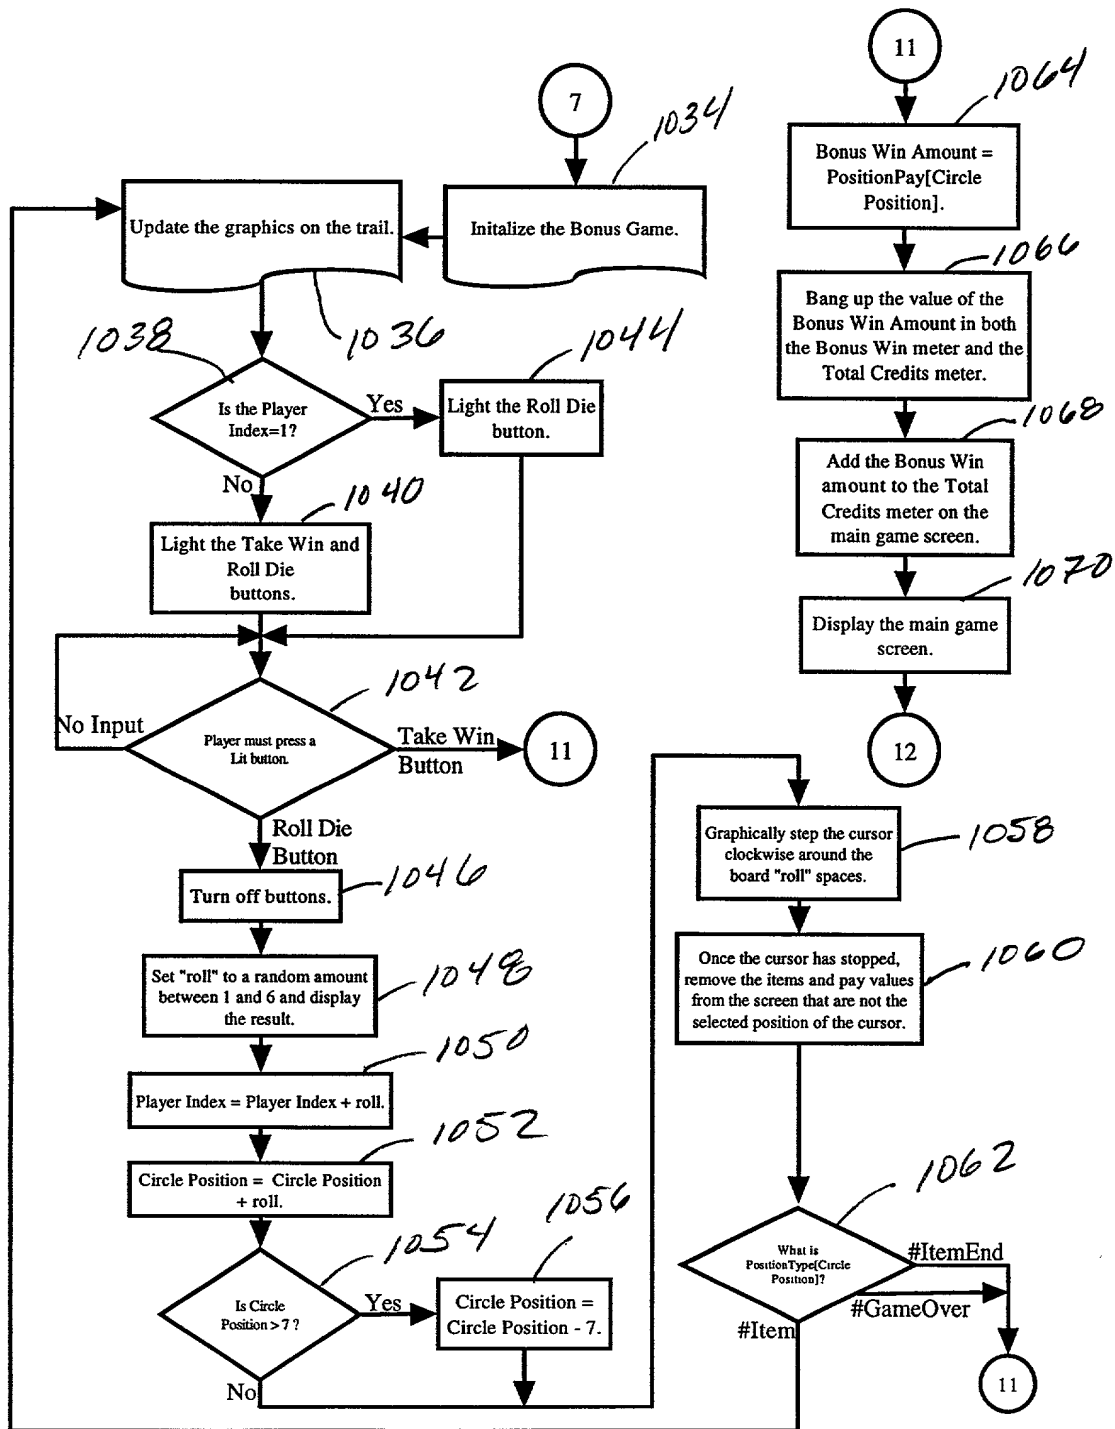 7
1034
Initalize the Bonus Game.
Update the graphics on the trail.
1036
1038
Is the Player
Index=1?
Yes
1044
Light the Roll Die
button.
No
1040
Light the Take Win and
Roll Die
buttons.
1042
Player must press a
Lit button.
No Input
Take Win
Button
11
Roll Die
Button
1046
Turn off buttons.
1048
Set "roll" to a random amount
between 1 and 6 and display
the result.
1050
Player Index = Player Index + roll.
1052
Circle Position = Circle Position
+ roll.
1054
Is Circle
Position > 7 ?
Yes
1056
Circle Position =
Circle Position - 7.
No
1058
Graphically step the cursor
clockwise around the
board "roll" spaces.
1060
Once the cursor has stopped,
remove the items and pay values
from the screen that are not the
selected position of the cursor.
1062
What is
PositionType[Circle
Position]?
#ItemEnd
#GameOver
#Item
11
11
1064
Bonus Win Amount =
PositionPay[Circle
Position].
1066
Bang up the value of the
Bonus Win Amount in both
the Bonus Win meter and the
Total Credits meter.
1068
Add the Bonus Win
amount to the Total
Credits meter on the
main game screen.
1070
Display the main game
screen.
12